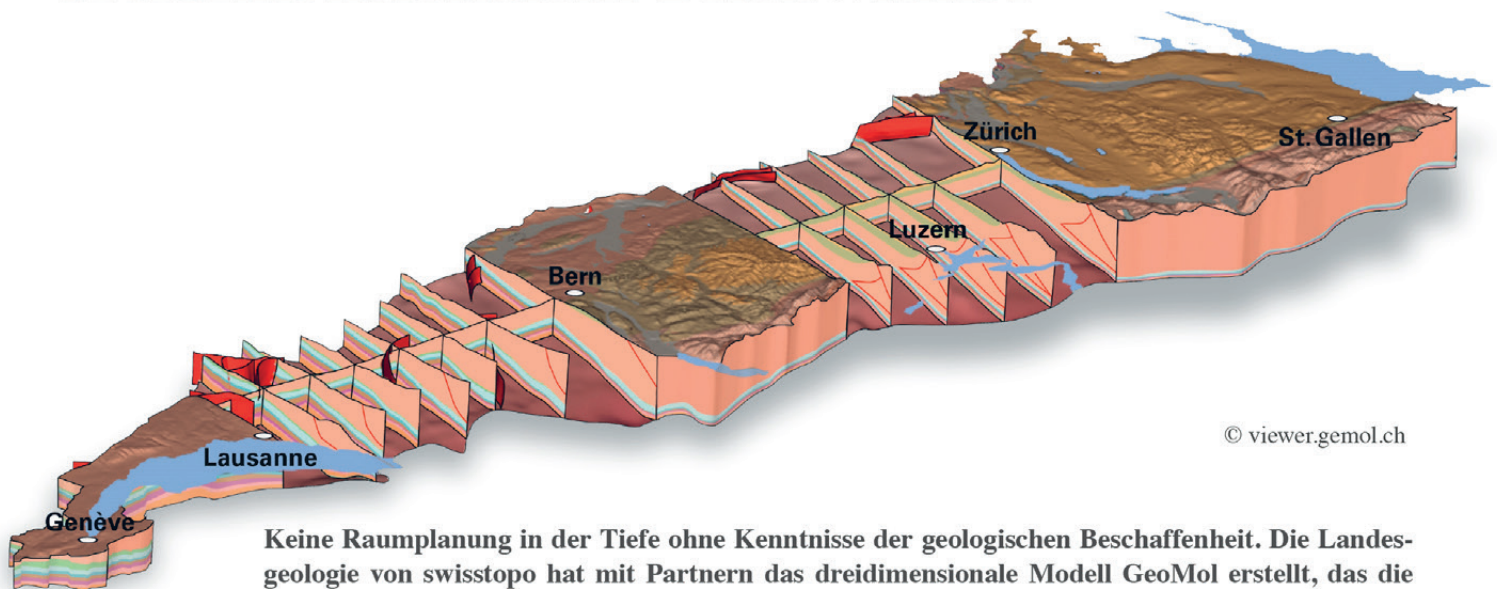 Zürich
St. Gallen
Luzern
Bern
© viewer.gemol.ch
Lausanne
Genève
Keine Raumplanung in der Tiefe ohne Kenntnisse der geologischen Beschaffenheit. Die Landes-
geologie von swisstopo hat mit Partnern das dreidimensionale Modell GeoMol erstellt, das die